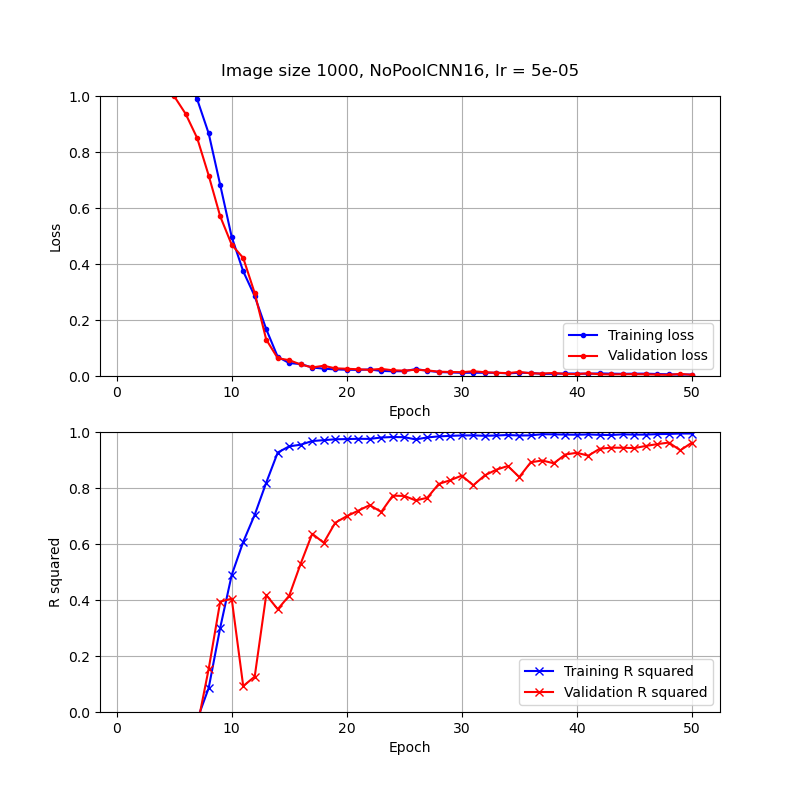 Image size 1000, NoPoolCNN16, lr = 5e-05
1.0
0.8
0.6
0.4
0.2
0.0
Loss
Training loss
Validation loss
0 10 20 30 40 50
Epoch
1.0
0.8
0.6
0.4
0.2
0.0
R squared
Training R squared
Validation R squared
0 10 20 30 40 50
Epoch